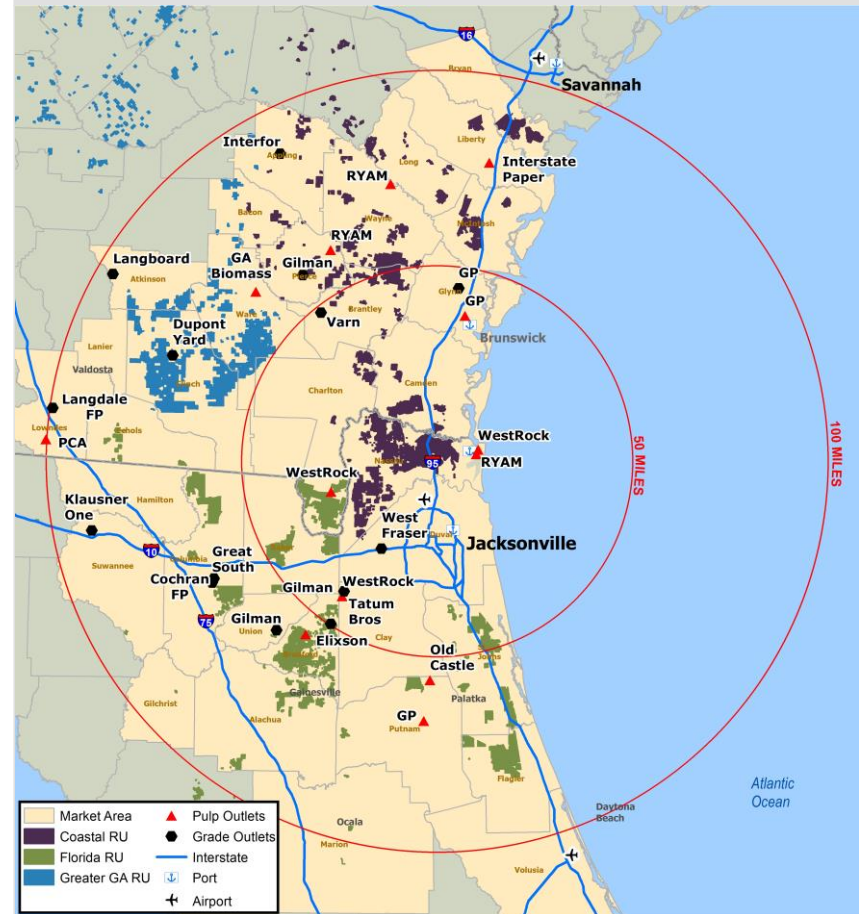 16
Bryan
Savannah
Liberty
Interfor
Appling
Long
Interstate
Paper
RYAM
Bacon
Wayne
McIntosh
RYAM
Langboard
GA
Biomass
Gilman
Pierce
GP
Atkinson
Glynn
Ware
GP
Brantley
Varn
Dupont
Yard
Brunswick
Lanier
Valdosta
Clinch
Charlton
Camden
Langdale
FP
Lowndes
Echols
PCA
WestRock
RYAM
50 MILES
100 MILES
Nassau
95
WestRock
Hamilton
Klausner
One
West
Fraser
Duval
Jacksonville
10
Great
South
Baker
Columbia
Suwannee
Cochran
FP
Gilman
WestRock
75
Tatum
Bros
Gilman
Union
Elixson
Clay
Bradford
Old
Castle
St. Johns
Gainesville
Palatka
Gilchrist
GP
Putnam
Alachua
Flagler
Atlantic
Ocean
Daytona
Beach
Ocala
Marion
Volusia
Market Area
Coastal RU
Florida RU
Greater GA RU
Pulp Outlets
Grade Outlets
Interstate
Port
Airport